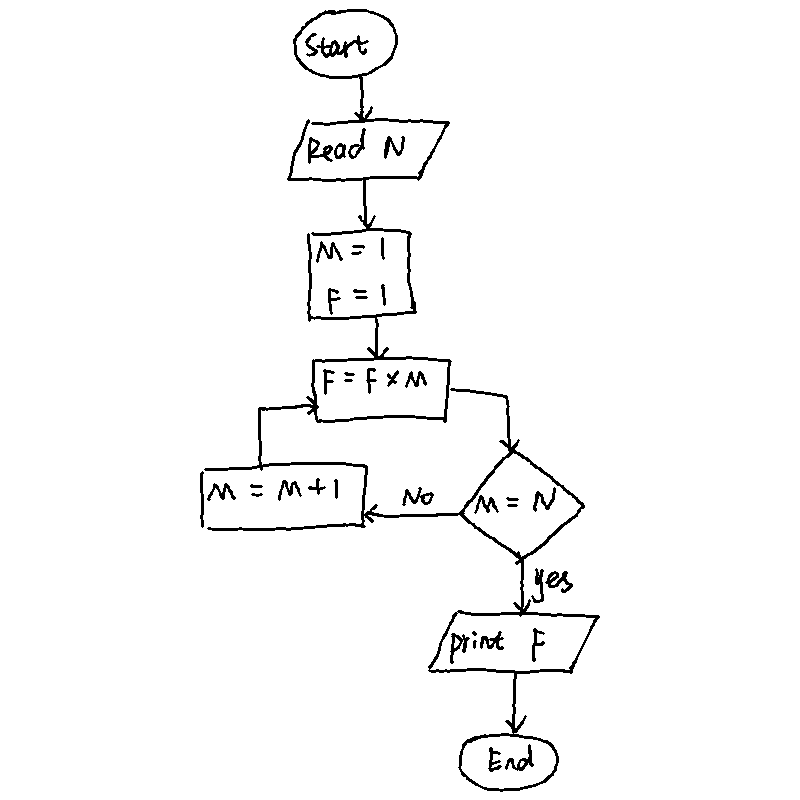 Start
Read N
M = 1
F = 1
F = F × M
M = M + 1
No
M = N
yes
print F
End